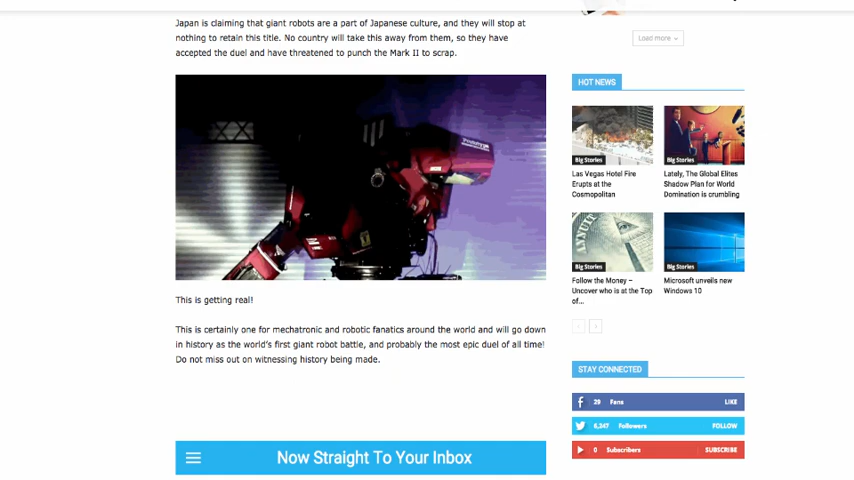 Japan is claiming that giant robots are a part of Japanese culture, and they will stop at
nothing to retain this title. No country will take this away from them, so they have
accepted the duel and have threatened to punch the Mark II to scrap.
Prototype
This is getting real!
This is certainly one for mechatronic and robotic fanatics around the world and will go down
in history as the world's first giant robot battle, and probably the most epic duel of all time!
Do not miss out on witnessing history being made.
Now Straight To Your Inbox
Load more
HOT NEWS
Big Stories
Las Vegas Hotel Fire
Erupts at the
Cosmopolitan
Big Stories
Lately, The Global Elites
Shadow Plan for World
Domination is crumbling
ANNUIT
Big Stories
Follow the Money –
Uncover who is at the Top
of...
Big Stories
Microsoft unveils new
Windows 10
STAY CONNECTED
29 Fans LIKE
6,247 Followers FOLLOW
0 Subscribers SUBSCRIBE